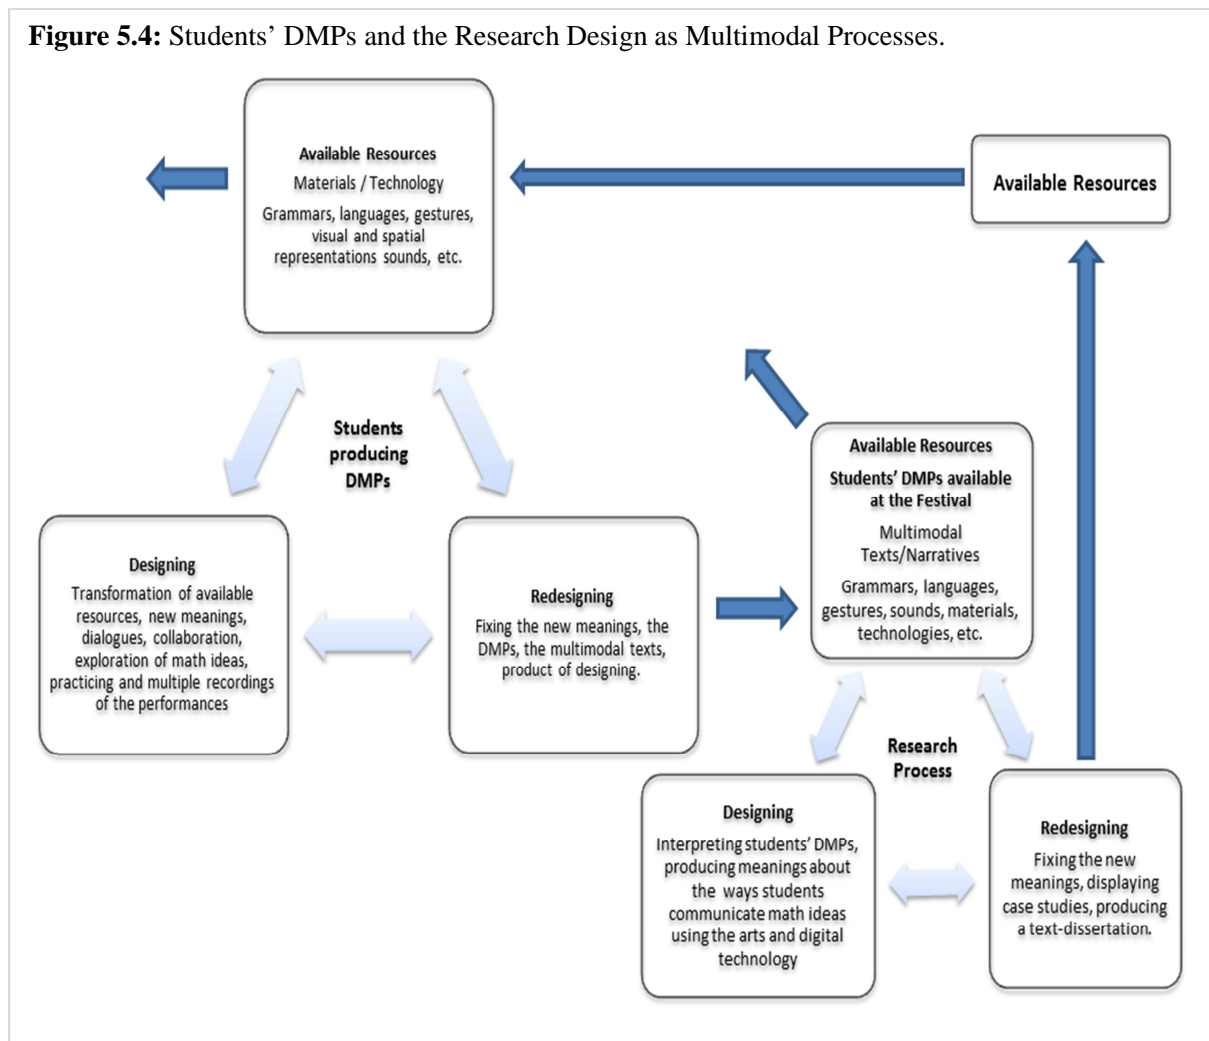 Figure 5.4: Students’ DMPs and the Research Design as Multimodal Processes.
Available Resources
Materials / Technology
Grammars, languages, gestures,
visual and spatial
representations sounds, etc.
Available Resources
Students
producing
DMPs
Designing
Transformation of available
resources, new meanings,
dialogues, collaboration,
exploration of math ideas,
practicing and multiple recordings
of the performances
Redesigning
Fixing the new meanings, the
DMPs, the multimodal texts,
product of designing.
Available Resources
Students’ DMPs available
at the Festival
Multimodal
Texts/Narratives
Grammars, languages,
gestures, sounds, materials,
technologies, etc.
Research
Process
Designing
Interpreting students’ DMPs,
producing meanings about
the ways students
communicate math ideas
using the arts and digital
technology
Redesigning
Fixing the new
meanings, displaying
case studies, producing
a text-dissertation.